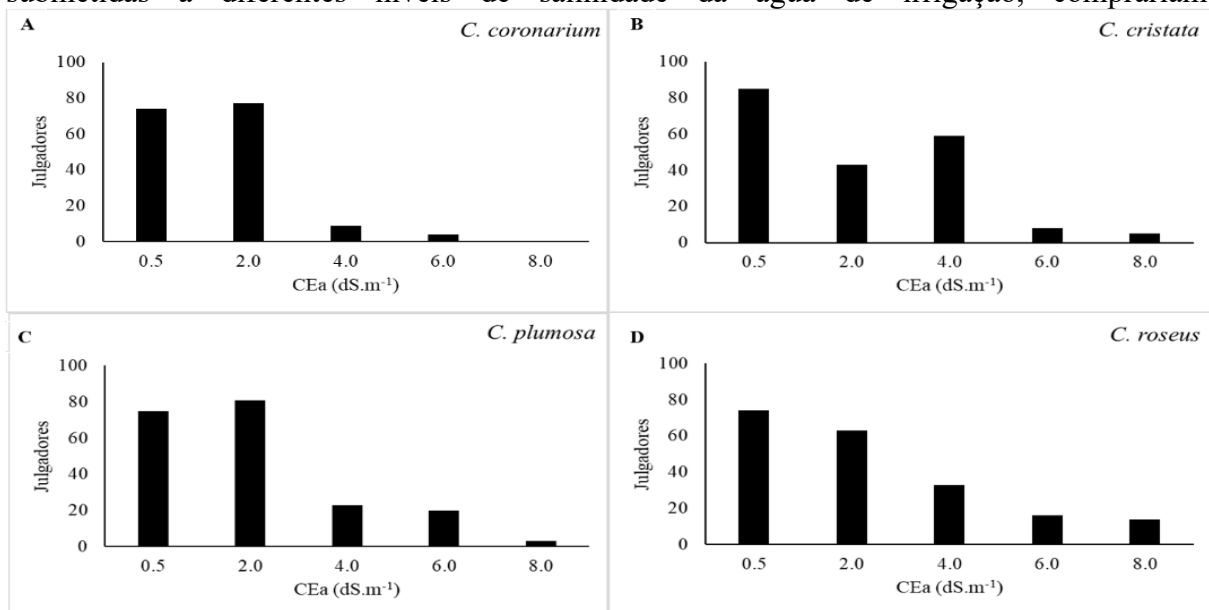 submetidas a diferentes níveis de salinidade da água de irrigação, comprariam
A
C. coronarium
100
80
60
40
20
0
Julgadores
0.5 2.0 4.0 6.0 8.0
CEa (dS.m⁻¹)
B
C. cristata
100
80
60
40
20
0
Julgadores
0.5 2.0 4.0 6.0 8.0
CEa (dS.m⁻¹)
C
C. plumosa
100
80
60
40
20
0
Julgadores
0.5 2.0 4.0 6.0 8.0
CEa (dS.m⁻¹)
D
C. roseus
100
80
60
40
20
0
Julgadores
0.5 2.0 4.0 6.0 8.0
CEa (dS.m⁻¹)